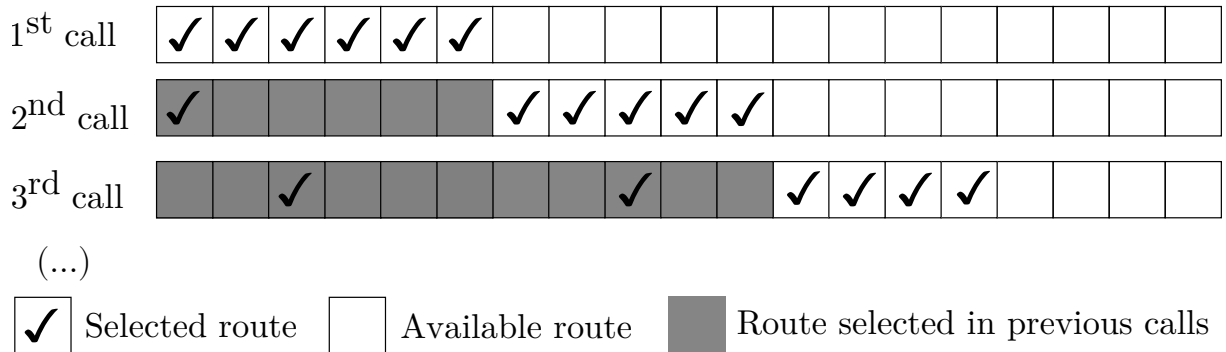 1st call
2nd call
3rd call
(...)
Selected route Available route Route selected in previous calls